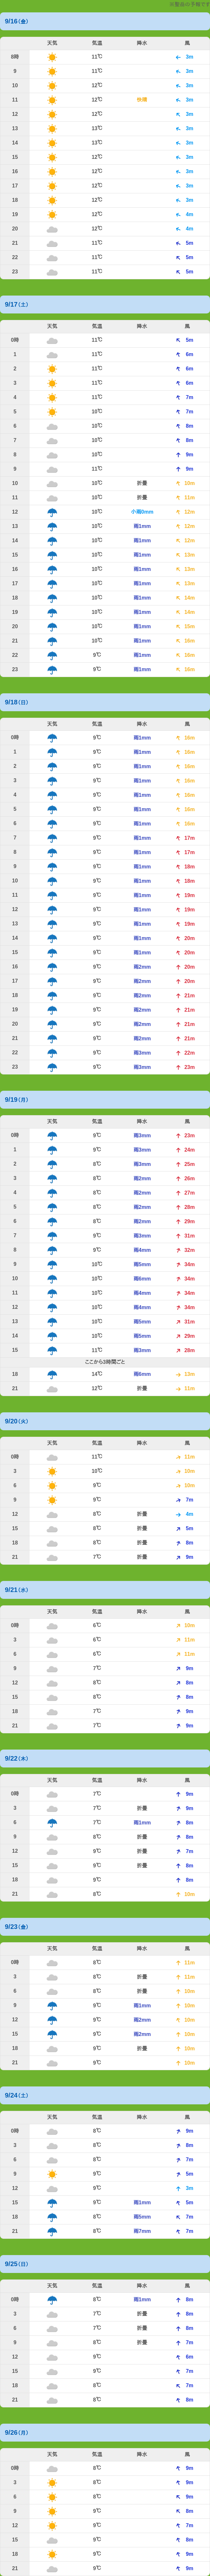 9/16(金)
天気 気温 降水 風
8時 11℃ 3m
9 11℃ 3m
10 12℃ 3m
11 12℃ 3m
12 12℃ 3m
13 13℃ 3m
14 13℃ 3m
15 12℃ 3m
16 12℃ 3m
17 12℃ 3m
18 12℃ 3m
19 12℃ 4m
20 12℃ 4m
21 11℃ 5m
22 11℃ 5m
23 11℃ 5m
9/17(土)
天気 気温 降水 風
0時 11℃ 5m
1 11℃ 6m
2 11℃ 6m
3 11℃ 6m
4 11℃ 7m
5 10℃ 7m
6 10℃ 8m
7 10℃ 8m
8 10℃ 9m
9 11℃ 9m
10 10℃ 折畳 10m
11 10℃ 折畳 11m
12 10℃ 小雨0mm 12m
13 10℃ 雨1mm 12m
14 10℃ 雨1mm 12m
15 10℃ 雨1mm 13m
16 10℃ 雨1mm 13m
17 10℃ 雨1mm 13m
18 10℃ 雨1mm 14m
19 10℃ 雨1mm 14m
20 10℃ 雨1mm 15m
21 10℃ 雨1mm 16m
22 9℃ 雨1mm 16m
23 9℃ 雨1mm 16m
9/18(日)
天気 気温 降水 風
0時 9℃ 雨1mm 16m
1 9℃ 雨1mm 16m
2 9℃ 雨1mm 16m
3 9℃ 雨1mm 16m
4 9℃ 雨1mm 16m
5 9℃ 雨1mm 16m
6 9℃ 雨1mm 16m
7 9℃ 雨1mm 17m
8 9℃ 雨1mm 17m
9 9℃ 雨1mm 18m
10 9℃ 雨1mm 18m
11 9℃ 雨1mm 19m
12 9℃ 雨1mm 19m
13 9℃ 雨1mm 19m
14 9℃ 雨1mm 20m
15 9℃ 雨1mm 20m
16 9℃ 雨2mm 20m
17 9℃ 雨2mm 20m
18 9℃ 雨2mm 21m
19 9℃ 雨2mm 21m
20 9℃ 雨2mm 21m
21 9℃ 雨2mm 21m
22 9℃ 雨3mm 22m
23 9℃ 雨3mm 23m
9/19(月)
天気 気温 降水 風
0時 9℃ 雨3mm 23m
1 9℃ 雨3mm 24m
2 8℃ 雨3mm 25m
3 8℃ 雨2mm 26m
4 8℃ 雨2mm 27m
5 8℃ 雨2mm 28m
6 8℃ 雨2mm 29m
7 9℃ 雨3mm 31m
8 9℃ 雨4mm 32m
9 10℃ 雨5mm 34m
10 10℃ 雨6mm 34m
11 10℃ 雨4mm 34m
12 10℃ 雨4mm 34m
13 10℃ 雨5mm 31m
14 10℃ 雨5mm 29m
15 11℃ 雨3mm 28m
ここから3時間ごと
18 14℃ 雨6mm 13m
21 12℃ 折畳 11m
9/20(火)
天気 気温 降水 風
0時 11℃ 11m
3 10℃ 10m
6 9℃ 10m
9 9℃ 7m
12 8℃ 折畳 4m
15 8℃ 折畳 5m
18 8℃ 折畳 8m
21 7℃ 折畳 9m
9/21(水)
天気 気温 降水 風
0時 6℃ 10m
3 6℃ 11m
6 6℃ 11m
9 7℃ 9m
12 8℃ 8m
15 8℃ 8m
18 7℃ 9m
21 7℃ 9m
9/22(木)
天気 気温 降水 風
0時 7℃ 9m
3 7℃ 折畳 9m
6 7℃ 雨1mm 8m
9 8℃ 折畳 8m
12 9℃ 折畳 7m
15 9℃ 折畳 8m
18 9℃ 8m
21 8℃ 10m
9/23(金)
天気 気温 降水 風
0時 8℃ 11m
3 8℃ 折畳 11m
6 8℃ 折畳 10m
9 9℃ 雨1mm 10m
12 9℃ 雨2mm 10m
15 9℃ 雨2mm 10m
18 9℃ 折畳 10m
21 9℃ 10m
9/24(土)
天気 気温 降水 風
0時 8℃ 9m
3 8℃ 8m
6 8℃ 7m
9 9℃ 5m
12 9℃ 3m
15 9℃ 雨1mm 5m
18 8℃ 雨5mm 7m
21 8℃ 雨7mm 7m
9/25(日)
天気 気温 降水 風
0時 8℃ 雨1mm 8m
3 7℃ 折畳 8m
6 7℃ 折畳 8m
9 8℃ 折畳 7m
12 9℃ 6m
15 9℃ 7m
18 8℃ 7m
21 8℃ 8m
9/26(月)
天気 気温 降水 風
0時 8℃ 9m
3 8℃ 9m
6 8℃ 9m
9 9℃ 8m
12 9℃ 7m
15 9℃ 8m
18 8℃ 9m
21 9℃ 9m